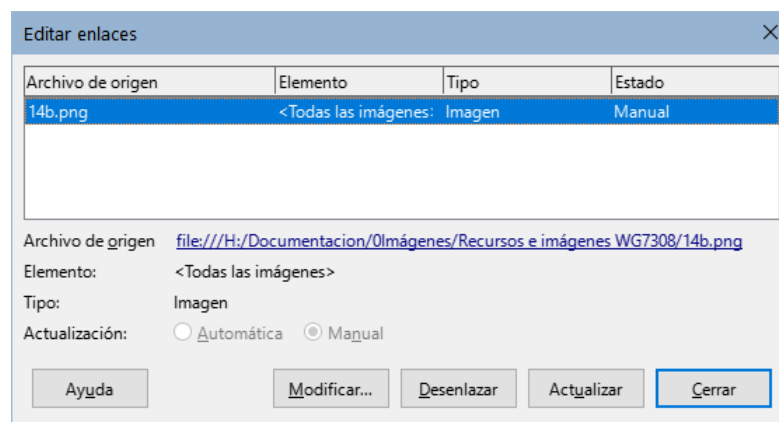 Editar enlaces
Archivo de origen Elemento Tipo Estado
14b.png <Todas las imágenes: Imagen Manual
Archivo de origen file:///H:/Documentacion/0Imágenes/Recursos e imágenes WG7308/14b.png
Elemento: <Todas las imágenes>
Tipo: Imagen
Actualización: Automática Manual
Ayuda Modificar... Desenlazar Actualizar Cerrar